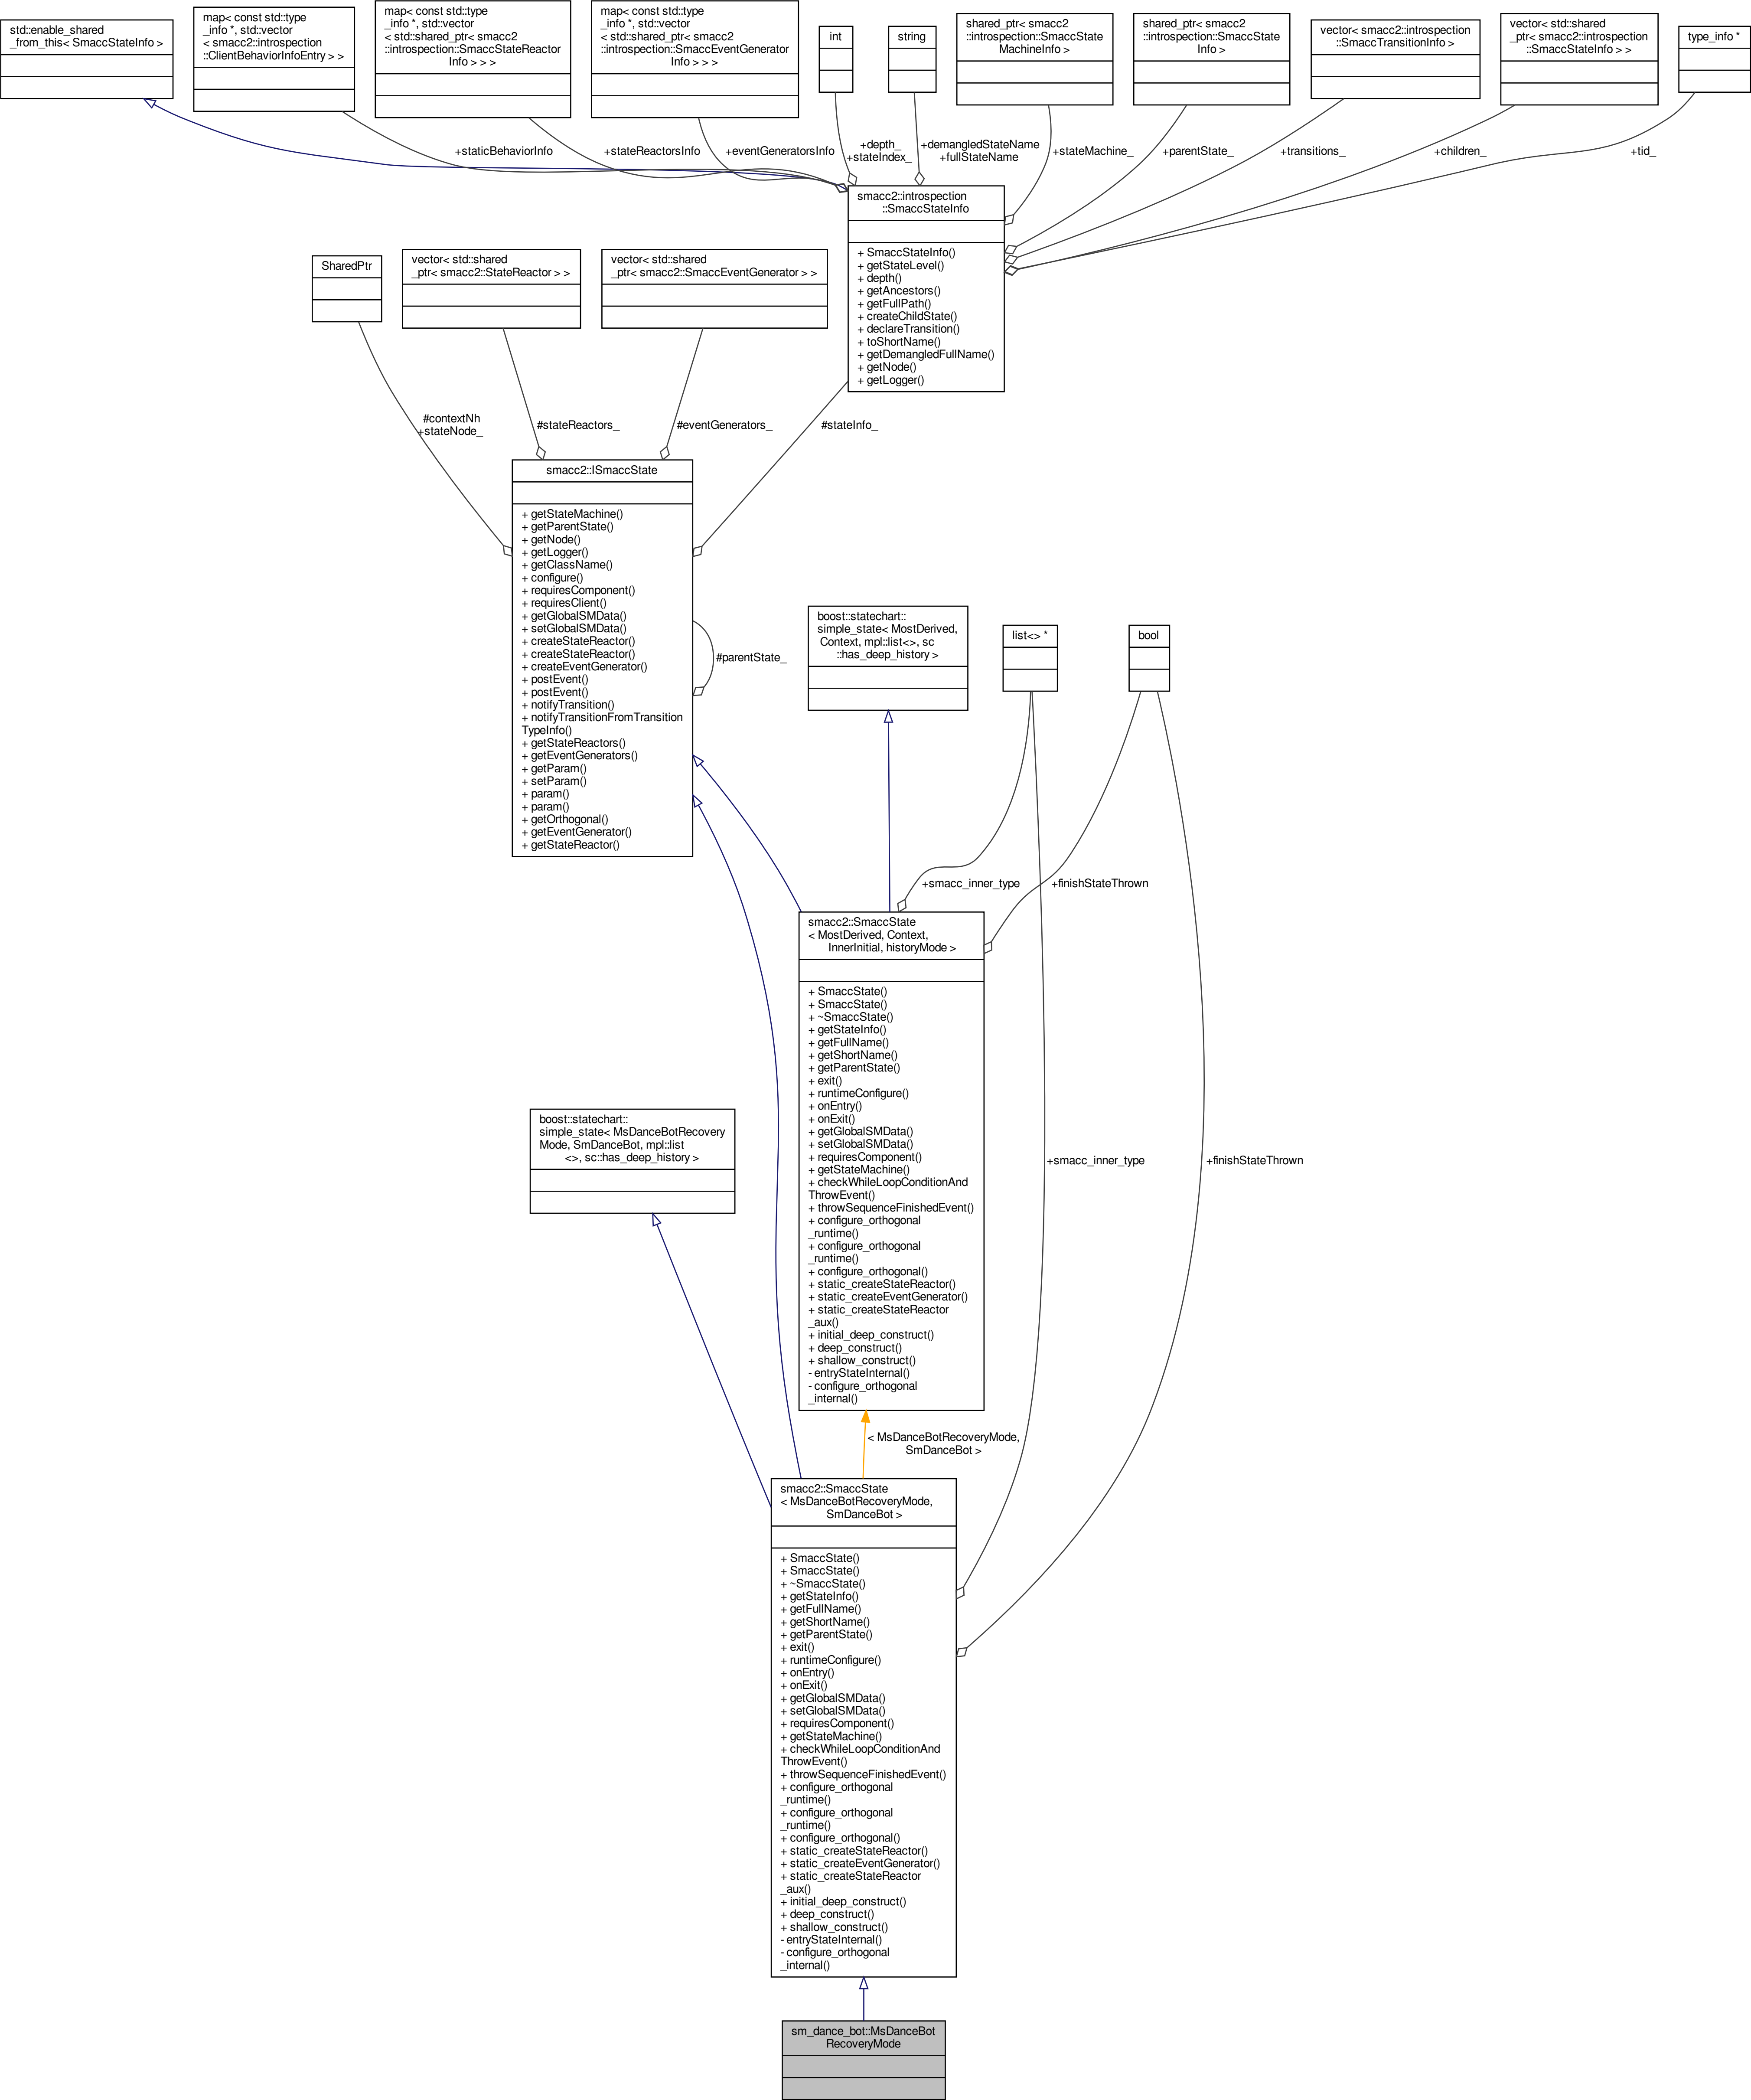 std::enable_shared
_from_this< SmaccStateInfo >
map< const std::type
_info *, std::vector
< smacc2::introspection
::ClientBehaviorInfoEntry > >
map< const std::type
_info *, std::vector
< std::shared_ptr< smacc2
::introspection::SmaccStateReactor
Info > > >
map< const std::type
_info *, std::vector
< std::shared_ptr< smacc2
::introspection::SmaccEventGenerator
Info > > >
int
string
shared_ptr< smacc2
::introspection::SmaccState
MachineInfo >
shared_ptr< smacc2
::introspection::SmaccState
Info >
vector< smacc2::introspection
::SmaccTransitionInfo >
vector< std::shared
_ptr< smacc2::introspection
::SmaccStateInfo > >
type_info *
+staticBehaviorInfo
+stateReactorsInfo
+eventGeneratorsInfo
+depth_
+stateIndex_
+demangledStateName
+fullStateName
+stateMachine_
+parentState_
+transitions_
+children_
+tid_
smacc2::introspection
::SmaccStateInfo
+ SmaccStateInfo()
+ getStateLevel()
+ depth()
+ getAncestors()
+ getFullPath()
+ createChildState()
+ declareTransition()
+ toShortName()
+ getDemangledFullName()
+ getNode()
+ getLogger()
SharedPtr
vector< std::shared
_ptr< smacc2::StateReactor > >
vector< std::shared
_ptr< smacc2::SmaccEventGenerator > >
#contextNh
+stateNode_
#stateReactors_
#eventGenerators_
#stateInfo_
smacc2::ISmaccState
+ getStateMachine()
+ getParentState()
+ getNode()
+ getLogger()
+ getClassName()
+ configure()
+ requiresComponent()
+ requiresClient()
+ getGlobalSMData()
+ setGlobalSMData()
+ createStateReactor()
+ createStateReactor()
+ createEventGenerator()
+ postEvent()
+ postEvent()
+ notifyTransition()
+ notifyTransitionFromTransition
TypeInfo()
+ getStateReactors()
+ getEventGenerators()
+ getParam()
+ setParam()
+ param()
+ param()
+ getOrthogonal()
+ getEventGenerator()
+ getStateReactor()
#parentState_
boost::statechart::
simple_state< MostDerived,
Context, mpl::list<>, sc
::has_deep_history >
list<> *
bool
+smacc_inner_type
+finishStateThrown
smacc2::SmaccState
< MostDerived, Context,
InnerInitial, historyMode >
+ SmaccState()
+ SmaccState()
+ ~SmaccState()
+ getStateInfo()
+ getFullName()
+ getShortName()
+ getParentState()
+ exit()
+ runtimeConfigure()
+ onEntry()
+ onExit()
+ getGlobalSMData()
+ setGlobalSMData()
+ requiresComponent()
+ getStateMachine()
+ checkWhileLoopConditionAnd
ThrowEvent()
+ throwSequenceFinishedEvent()
+ configure_orthogonal
_runtime()
+ configure_orthogonal
_runtime()
+ configure_orthogonal()
+ static_createStateReactor()
+ static_createEventGenerator()
+ static_createStateReactor
_aux()
+ initial_deep_construct()
+ deep_construct()
+ shallow_construct()
- entryStateInternal()
- configure_orthogonal
_internal()
boost::statechart::
simple_state< MsDanceBotRecovery
Mode, SmDanceBot, mpl::list
<>, sc::has_deep_history >
+smacc_inner_type
+finishStateThrown
< MsDanceBotRecoveryMode,
SmDanceBot >
smacc2::SmaccState
< MsDanceBotRecoveryMode,
SmDanceBot >
+ SmaccState()
+ SmaccState()
+ ~SmaccState()
+ getStateInfo()
+ getFullName()
+ getShortName()
+ getParentState()
+ exit()
+ runtimeConfigure()
+ onEntry()
+ onExit()
+ getGlobalSMData()
+ setGlobalSMData()
+ requiresComponent()
+ getStateMachine()
+ checkWhileLoopConditionAnd
ThrowEvent()
+ throwSequenceFinishedEvent()
+ configure_orthogonal
_runtime()
+ configure_orthogonal
_runtime()
+ configure_orthogonal()
+ static_createStateReactor()
+ static_createEventGenerator()
+ static_createStateReactor
_aux()
+ initial_deep_construct()
+ deep_construct()
+ shallow_construct()
- entryStateInternal()
- configure_orthogonal
_internal()
sm_dance_bot::MsDanceBot
RecoveryMode